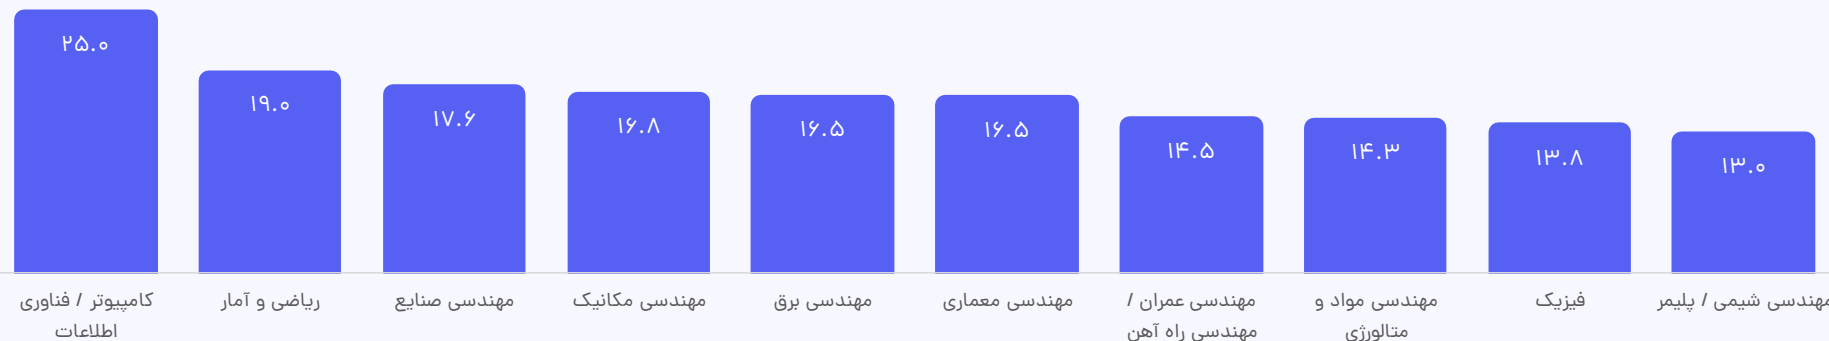 ۲۵.۰
۱۹.۰
۱۷.۶
۱۶.۸
۱۶.۵
۱۶.۵
۱۴.۵
۱۴.۳
۱۳.۸
۱۳.۰
کامپیوتر / فناوری
اطلاعات
ریاضی و آمار
مهندسی صنایع
مهندسی مکانیک
مهندسی برق
مهندسی معماری
مهندسی عمران /
مهندسی راه آهن
مهندسی مواد و
متالورژی
فیزیک
مهندسی شیمی / پلیمر